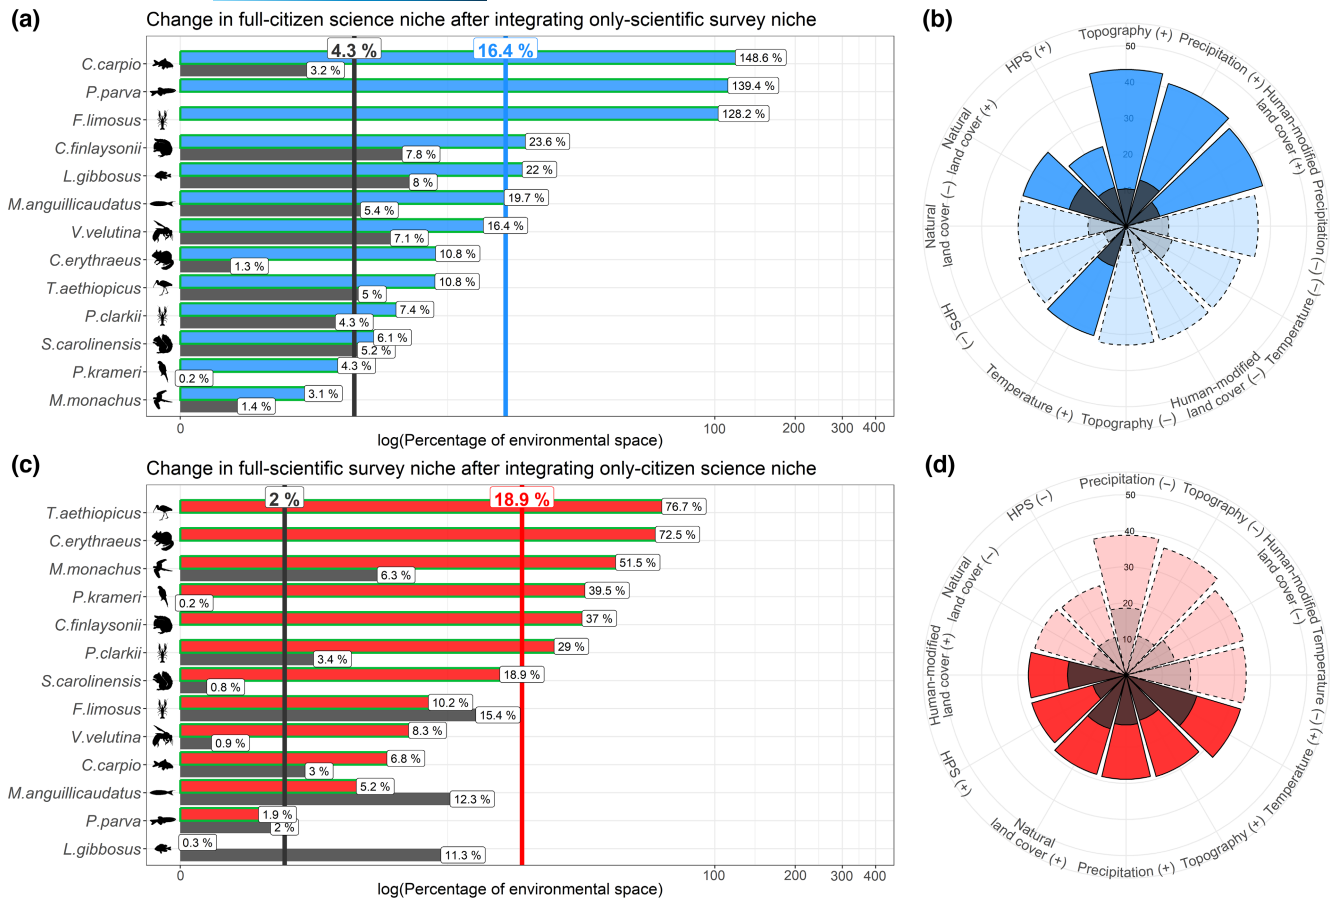 (a)
Change in full-citizen science niche after integrating only-scientific survey niche
4.3 %
16.4 %
C.carpio
148.6 %
3.2 %
P.parva
139.4 %
F.limosus
128.2 %
C.finlaysonii
23.6 %
7.8 %
L.gibbosus
22 %
8 %
M.anguillicaudatus
19.7 %
5.4 %
V.velutina
16.4 %
7.1 %
C.erythraeus
10.8 %
1.3 %
T.aethiopicus
10.8 %
5 %
P.clarkii
7.4 %
4.3 %
S.carolinensis
6.1 %
5.2 %
P.krameri
4.3 %
0.2 %
M.monachus
3.1 %
1.4 %
0
100
200
300
400
log(Percentage of environmental space)
(b)
Topography (+)
Precipitation (+)
Human-modified
land cover (+)
Precipitation (–)
Temperature (–)
Human-modified
land cover (–)
Topography (–)
Temperature (+)
HPS (–)
Natural
land cover (–)
Natural
land cover (+)
HPS (+)
50
40
30
20
10
(c)
Change in full-scientific survey niche after integrating only-citizen science niche
2 %
18.9 %
T.aethiopicus
76.7 %
C.erythraeus
72.5 %
M.monachus
51.5 %
6.3 %
P.krameri
39.5 %
0.2 %
C.finlaysonii
37 %
P.clarkii
29 %
3.4 %
S.carolinensis
18.9 %
0.8 %
F.limosus
10.2 %
15.4 %
V.velutina
8.3 %
0.9 %
C.carpio
6.8 %
3 %
M.anguillicaudatus
5.2 %
12.3 %
P.parva
1.9 %
2 %
L.gibbosus
0.3 %
11.3 %
0
100
200
300
400
log(Percentage of environmental space)
(d)
Precipitation (–)
Topography (–)
Human-modified
land cover (–)
Temperature (–)
Temperature (+)
Topography (+)
Precipitation (+)
Natural
land cover (+)
HPS (+)
Human-modified
land cover (+)
Natural
land cover (–)
HPS (–)
50
40
30
20
10